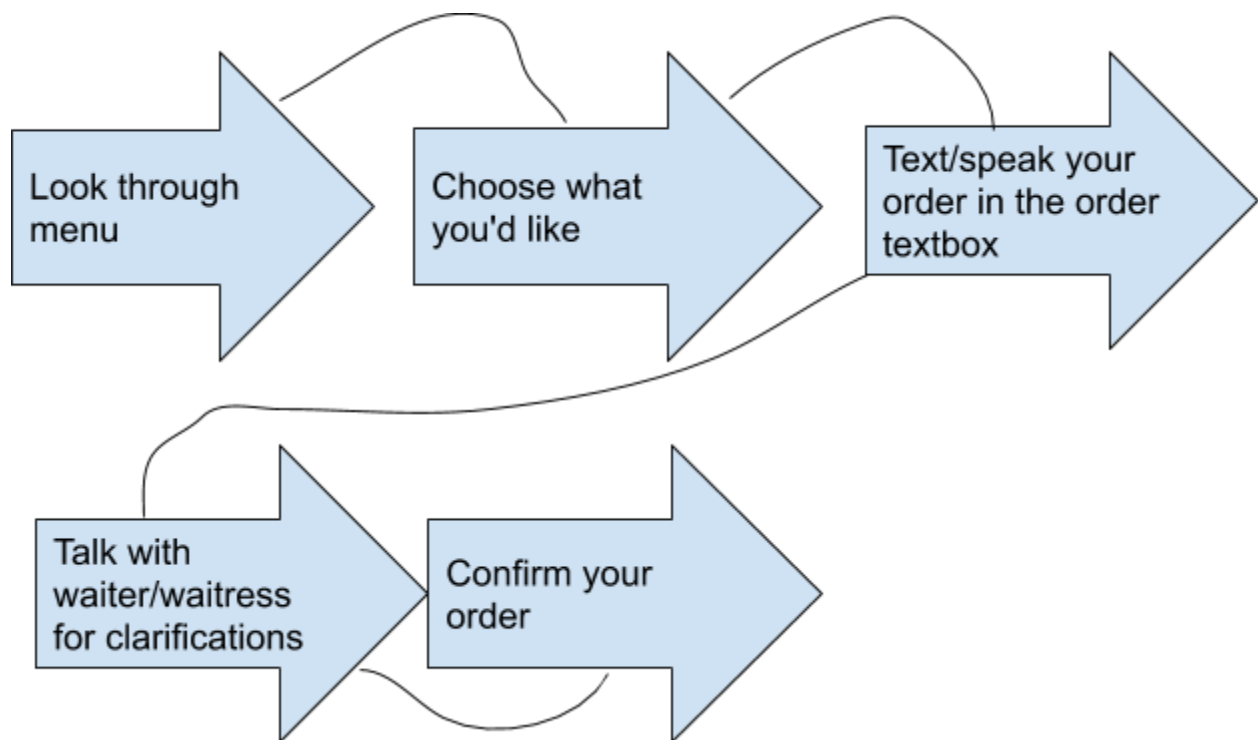 Look through
menu
Choose what
you'd like
Text/speak your
order in the order
textbox
Talk with
waiter/waitress
for clarifications
Confirm your
order